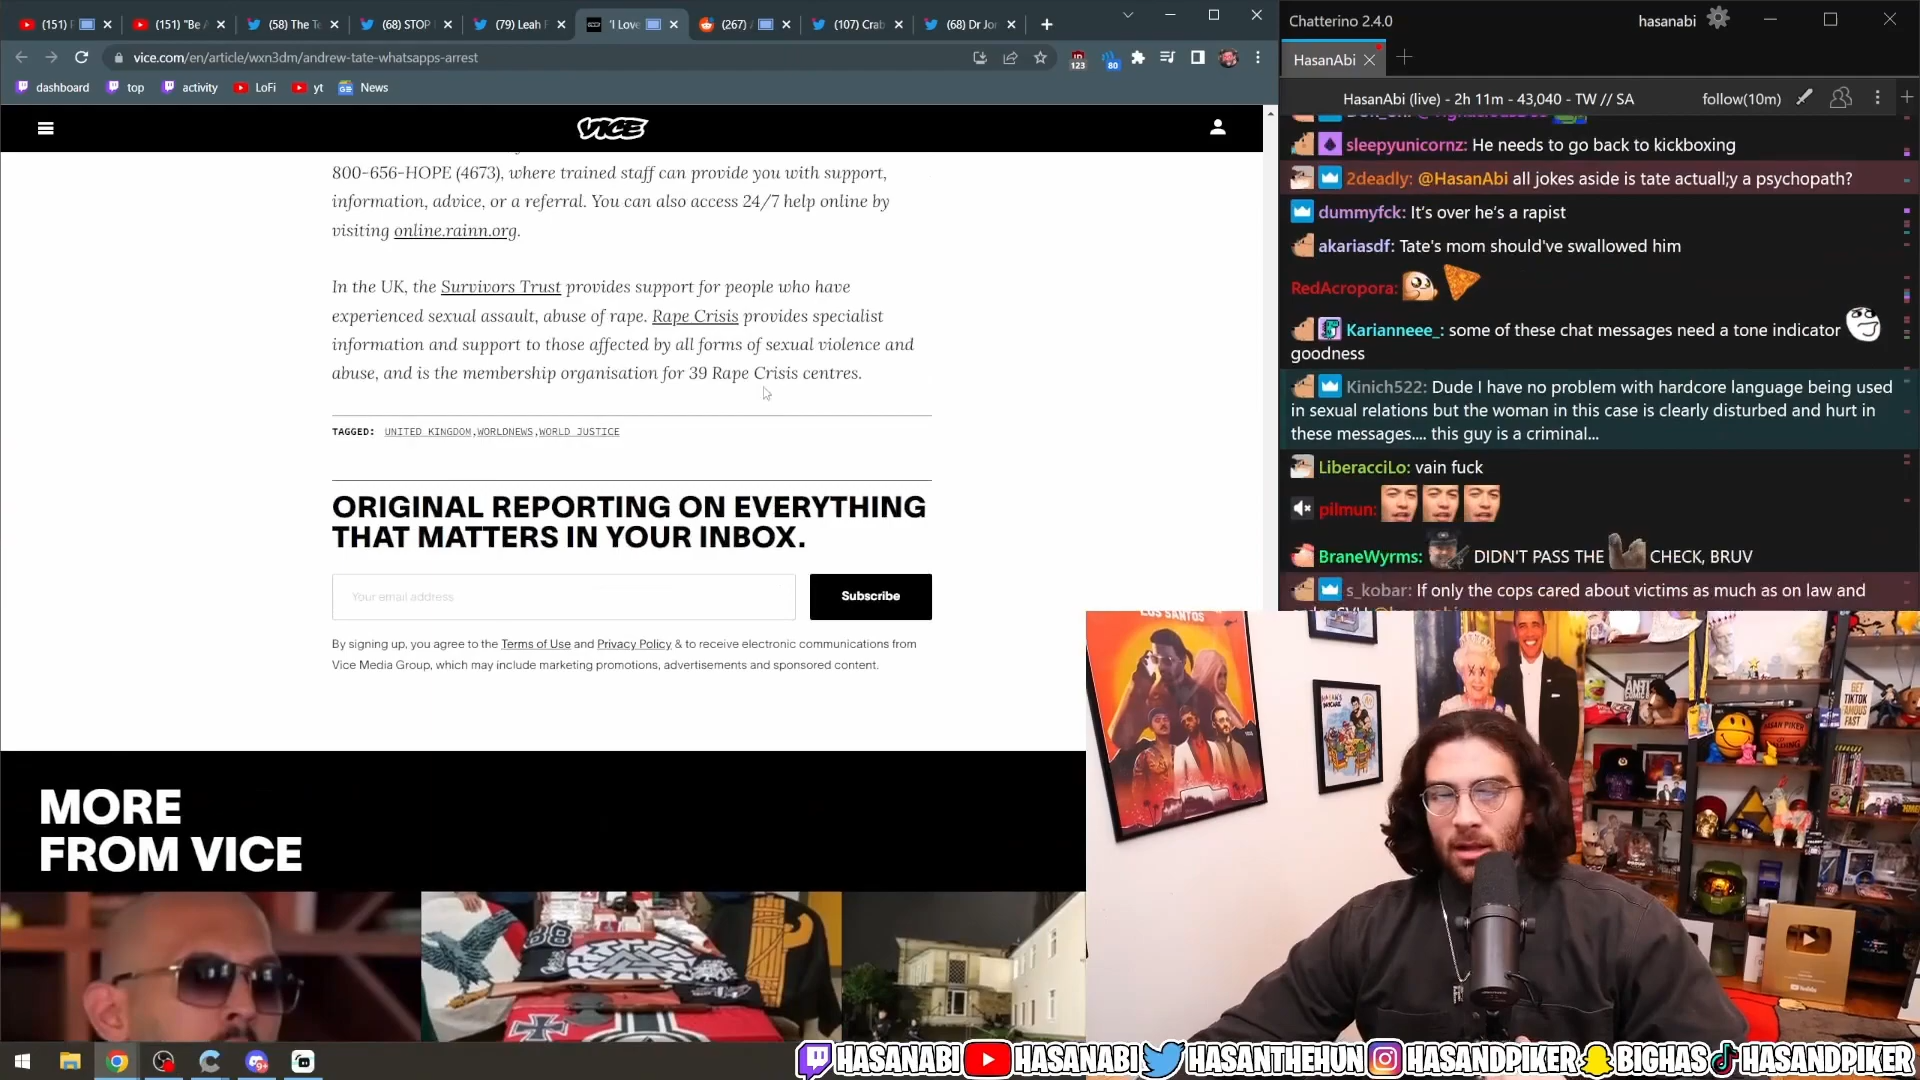 (151)
(151) "Be
(58) The T
(68) STOP
(79) Leah
'I Love
(267)
(107) Crab
(68) Dr Jor
vice.com/en/article/wxn3dm/andrew-tate-whatsapps-arrest
123
80
dashboard
top
activity
LoFi
yt
News
VICE
800-656-HOPE (4673), where trained staff can provide you with support,
information, advice, or a referral. You can also access 24/7 help online by
visiting online.rainn.org.
In the UK, the Survivors Trust provides support for people who have
experienced sexual assault, abuse of rape. Rape Crisis provides specialist
information and support to those affected by all forms of sexual violence and
abuse, and is the membership organisation for 39 Rape Crisis centres.
TAGGED: UNITED KINGDOM,WORLDNEWS,WORLD JUSTICE
ORIGINAL REPORTING ON EVERYTHING
THAT MATTERS IN YOUR INBOX.
Your email address
Subscribe
By signing up, you agree to the Terms of Use and Privacy Policy & to receive electronic communications from
Vice Media Group, which may include marketing promotions, advertisements and sponsored content.
MORE
FROM VICE
88
Chatterino 2.4.0
hasanabi
HasanAbi
HasanAbi (live) - 2h 11m - 43,040 - TW // SA
follow(10m)
sleepyunicornz: He needs to go back to kickboxing
2deadly: @HasanAbi all jokes aside is tate actuall;y a psychopath?
dummyfck: It's over he's a rapist
akariasdf: Tate's mom should've swallowed him
RedAcropora:
Karianneee_: some of these chat messages need a tone indicator
goodness
Kinich522: Dude I have no problem with hardcore language being used
in sexual relations but the woman in this case is clearly disturbed and hurt in
these messages.... this guy is a criminal...
LiberacciLo: vain fuck
pilmun:
BraneWyrms: DIDN'T PASS THE CHECK, BRUV
s_kobar: If only the cops cared about victims as much as on law and
LOS SANTOS
ANTI
GET
TIKTOK
FAMOUS
FAST
HASAN PIKER
HASANABI HASANABI HASANTHEHUN HASANDPIKER BIGHAS HASANDPIKER